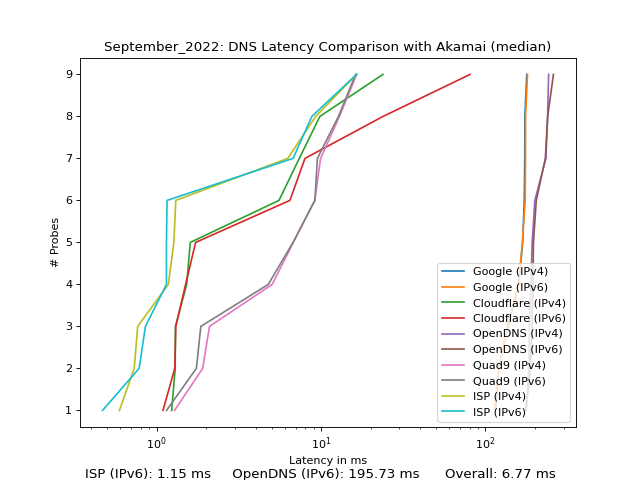 September_2022: DNS Latency Comparison with Akamai (median)
9
8
7
6
5
4
3
2
1
# Probes
Google (IPv4)
Google (IPv6)
Cloudflare (IPv4)
Cloudflare (IPv6)
OpenDNS (IPv4)
OpenDNS (IPv6)
Quad9 (IPv4)
Quad9 (IPv6)
ISP (IPv4)
ISP (IPv6)
10⁰ 10¹ 10²
Latency in ms
ISP (IPv6): 1.15 ms OpenDNS (IPv6): 195.73 ms Overall: 6.77 ms